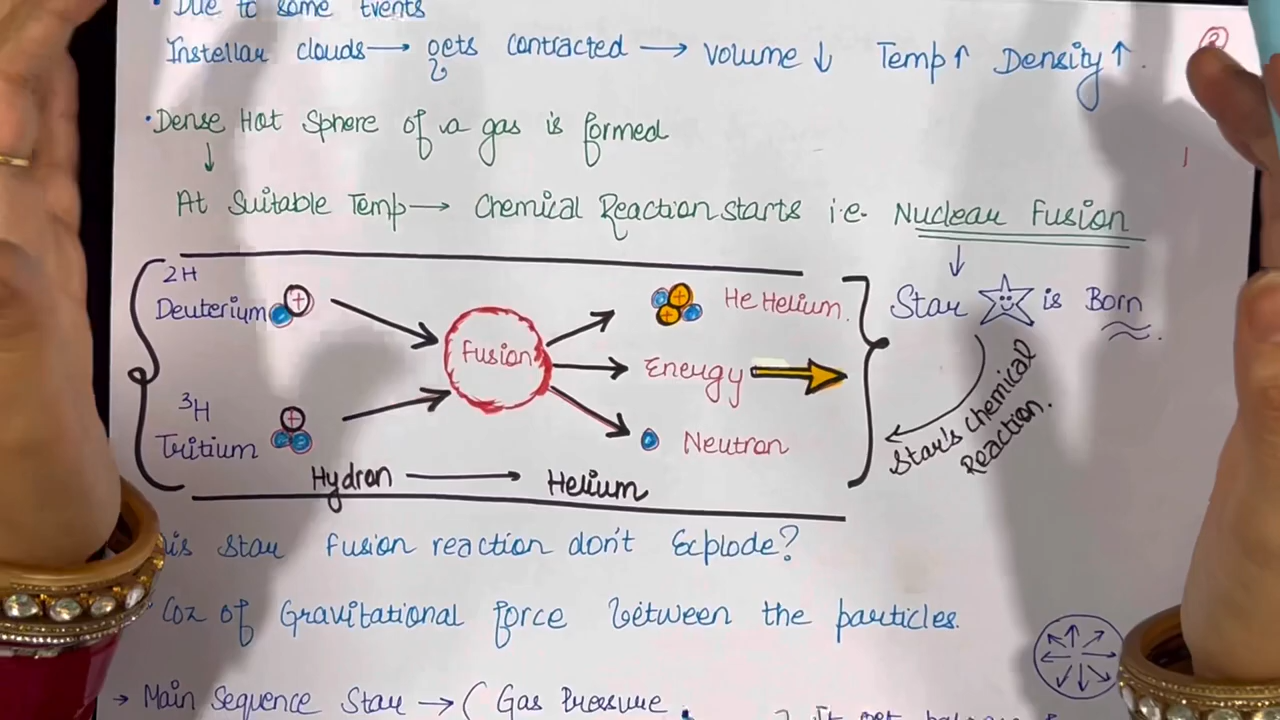 • Due to some Events
Instellar clouds → gets contracted → volume ↓ Temp↑ Density↑.
• Dense Hot Sphere of a gas is formed
↓
At Suitable Temp → Chemical Reaction starts i.e. Nuclear Fusion
↓
Star is Born
2H
Deuterium
+
Fusion
+
+
He Helium.
Energy
3H
Tritium
+
Neutron
Hydron → Helium
Star's Chemical
Reaction.
is star fusion reaction don't Ecplode?
• Coz of Gravitational force between the particles.
→ Main Sequence Star → ( Gas Pressure